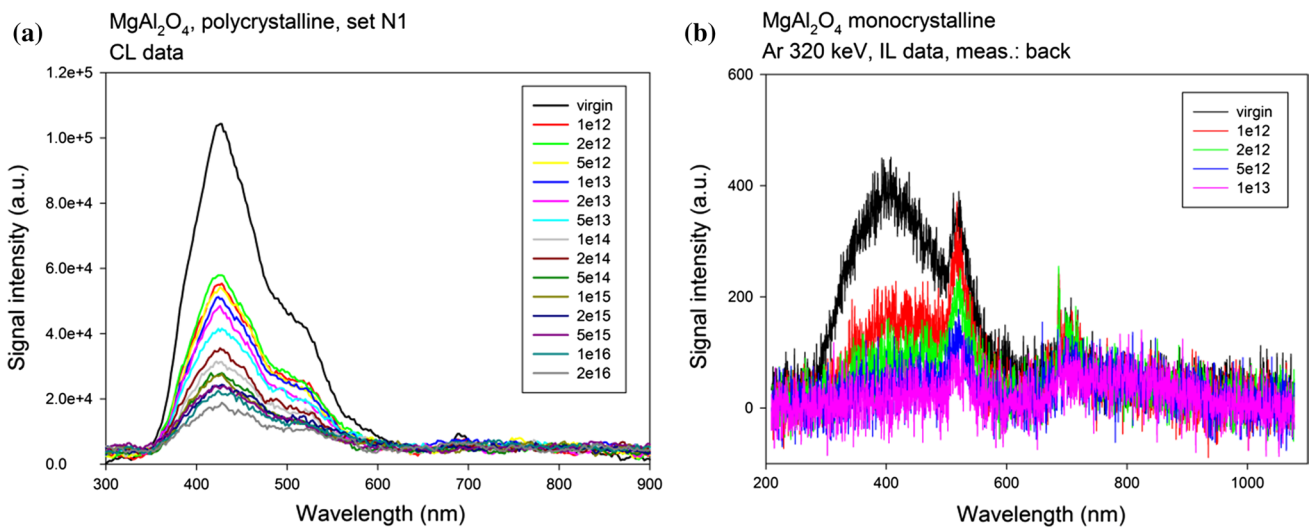 (a)
MgAl₂O₄, polycrystalline, set N1
CL data
Signal intensity (a.u.)
1.2e+5
1.0e+5
8.0e+4
6.0e+4
4.0e+4
2.0e+4
0.0
300 400 500 600 700 800 900
Wavelength (nm)
virgin
1e12
2e12
5e12
1e13
2e13
5e13
1e14
2e14
5e14
1e15
2e15
5e15
1e16
2e16
(b)
MgAl₂O₄ monocrystalline
Ar 320 keV, IL data, meas.: back
Signal intensity (a.u.)
600
400
200
0
200 400 600 800 1000
Wavelength (nm)
virgin
1e12
2e12
5e12
1e13